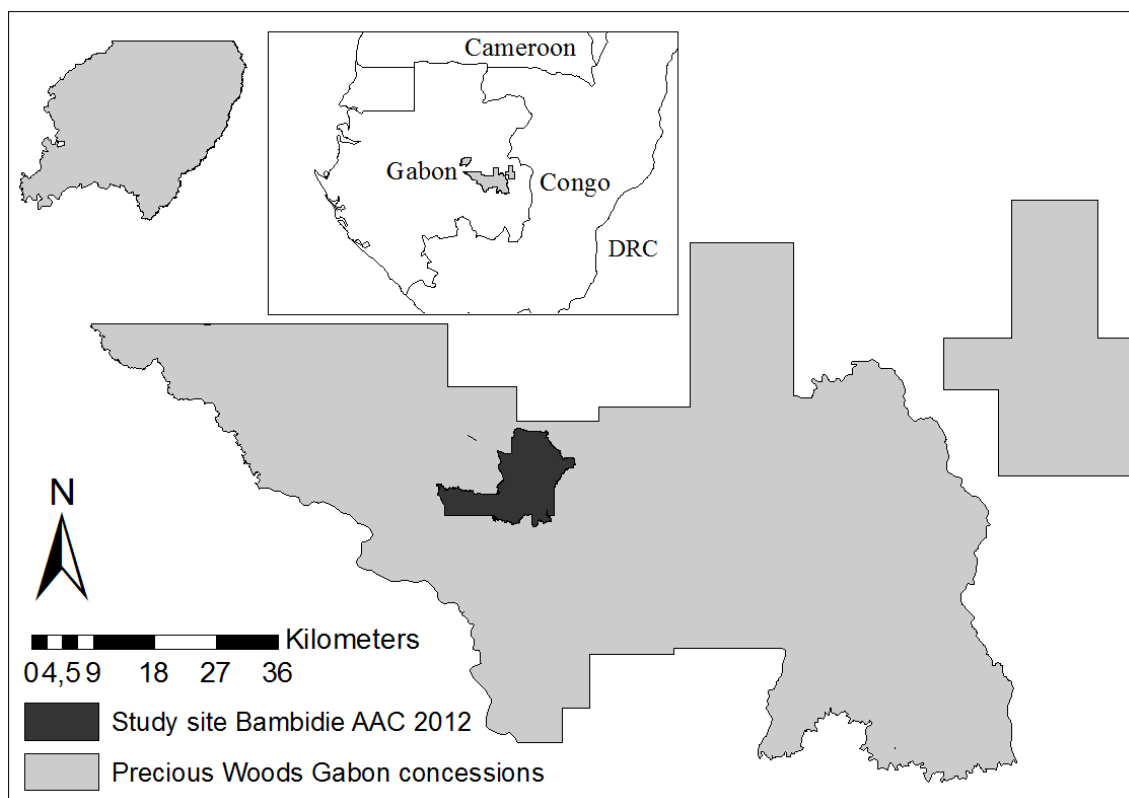 Cameroon
Gabon
Congo
DRC
N
Kilometers
0 4,5 9 18 27 36
Study site Bambidie AAC 2012
Precious Woods Gabon concessions